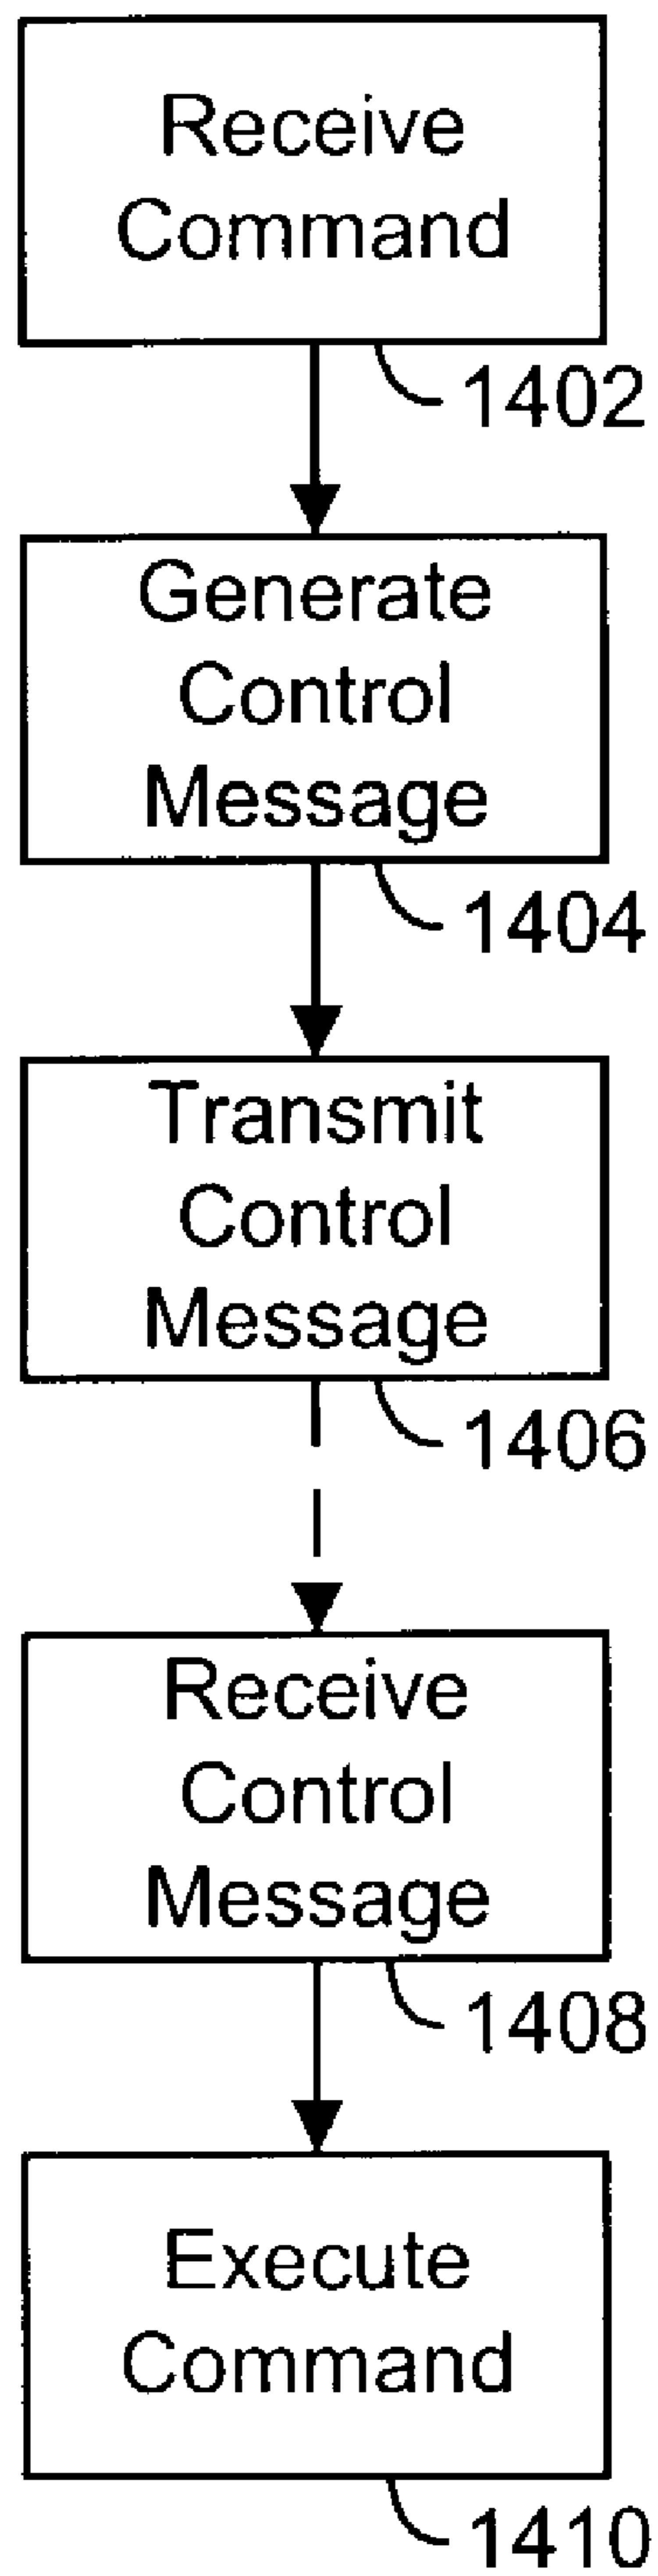 Receive
Command
1402
Generate
Control
Message
1404
Transmit
Control
Message
1406
Receive
Control
Message
1408
Execute
Command
1410